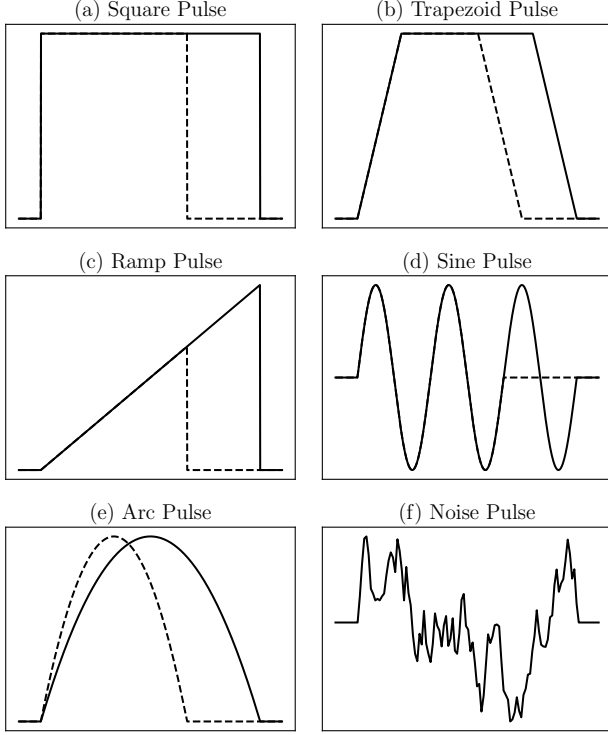 (a) Square Pulse
(b) Trapezoid Pulse
(c) Ramp Pulse
(d) Sine Pulse
(e) Arc Pulse
(f) Noise Pulse